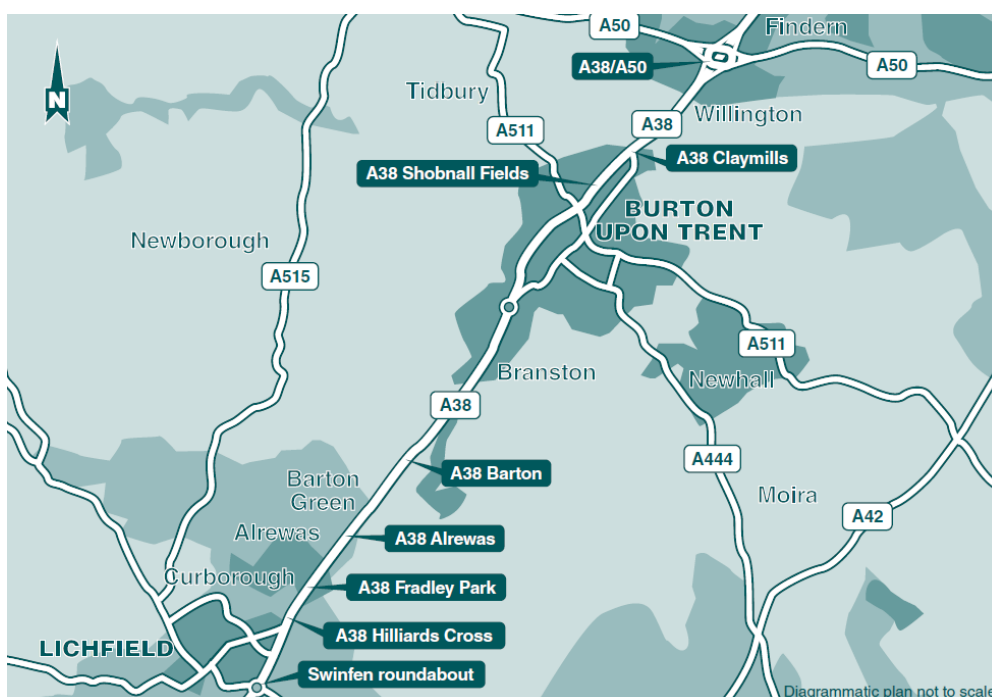 A50
Findern
A38/A50
A50
Tidbury
A511
A38
Willington
A38 Claymills
A38 Shobnall Fields
BURTON
UPON TRENT
N
Newborough
A515
A511
Branston
Newhall
A38
A444
A38 Barton
Barton
Green
Moira
A42
Alrewas
A38 Alrewas
Curborough
A38 Fradley Park
A38 Hilliards Cross
LICHFIELD
Swinfen roundabout
Diagrammatic plan not to scale